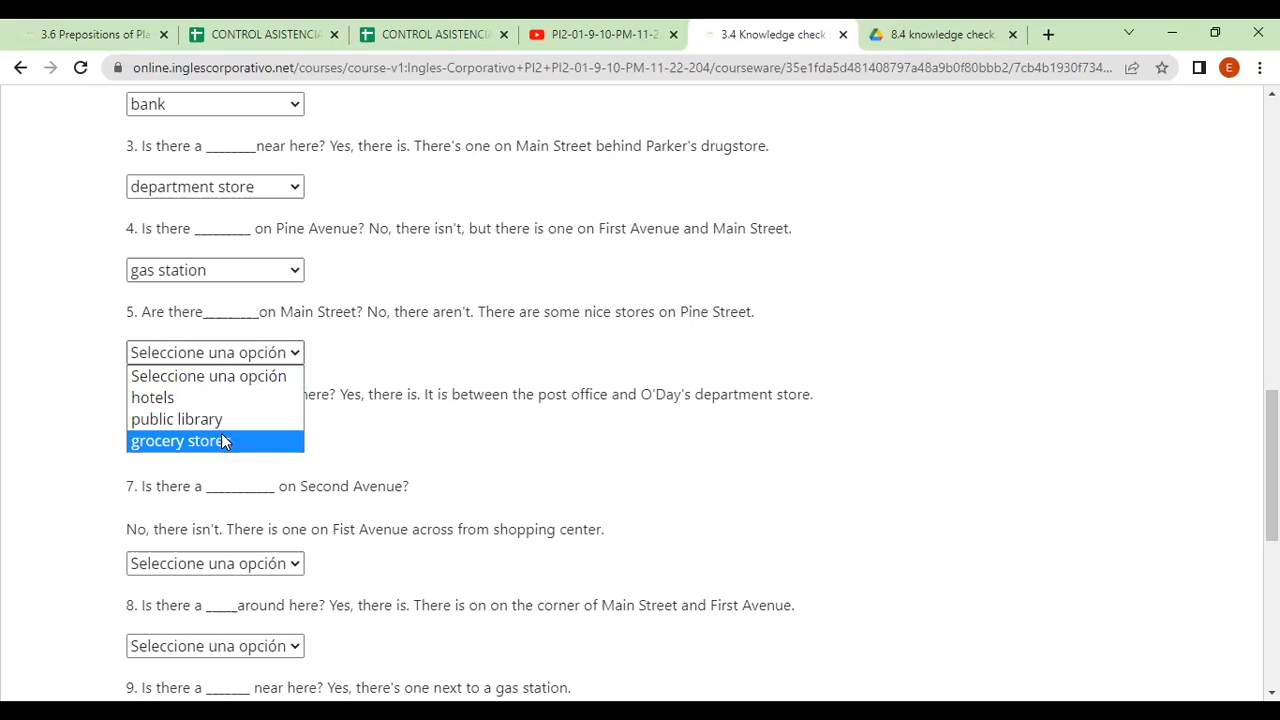 3.6 Prepositions of Pla
CONTROL ASISTENCIA
CONTROL ASISTENCIA
PI2-01-9-10-PM-11-2
3.4 Knowledge check
8.4 knowledge check
online.inglescorporativo.net/courses/course-v1:Ingles-Corporativo+PI2+PI2-01-9-10-PM-11-22-204/courseware/35e1fda5d481408797a48a9b0f80bbb2/7cb4b1930f734...
E
bank
3. Is there a ________near here? Yes, there is. There's one on Main Street behind Parker's drugstore.
department store
4. Is there _________ on Pine Avenue? No, there isn't, but there is one on First Avenue and Main Street.
gas station
5. Are there_________on Main Street? No, there aren't. There are some nice stores on Pine Street.
Seleccione una opción
Seleccione una opción
hotels
here? Yes, there is. It is between the post office and O'Day's department store.
public library
grocery store
7. Is there a ___________ on Second Avenue?
No, there isn't. There is one on Fist Avenue across from shopping center.
Seleccione una opción
8. Is there a _____around here? Yes, there is. There is on on the corner of Main Street and First Avenue.
Seleccione una opción
9. Is there a _______ near here? Yes, there's one next to a gas station.